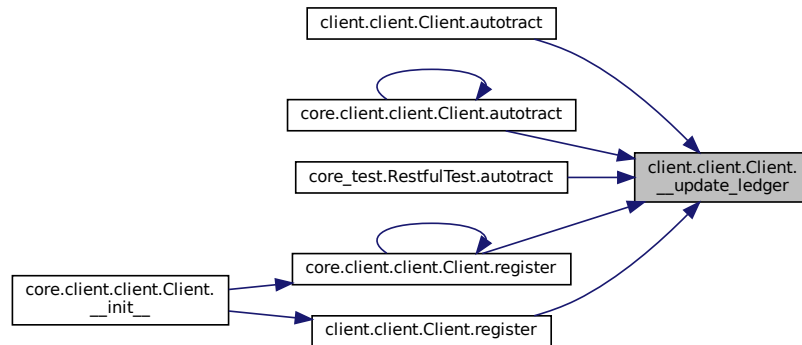 client.client.Client.autotract
core.client.client.Client.autotract
client.client.Client.
__update_ledger
core_test.RestfulTest.autotract
core.client.client.Client.register
core.client.client.Client.
__init__
client.client.Client.register